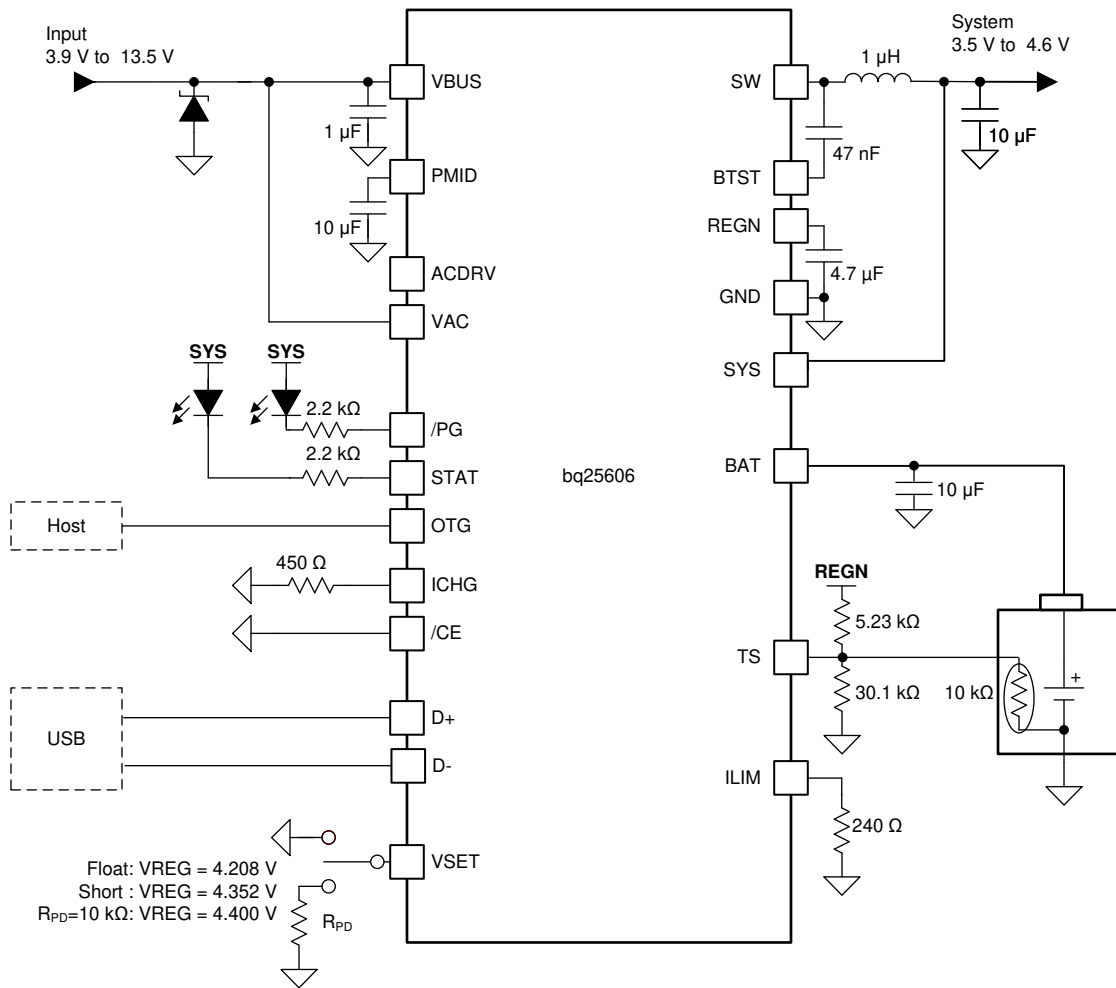 Input
3.9 V to 13.5 V
System
3.5 V to 4.6 V
1 µH
VBUS
SW
1 µF
10 µF
47 nF
PMID
BTST
10 µF
REGN
ACDRV
4.7 µF
GND
VAC
SYS
SYS
SYS
2.2 kΩ
/PG
2.2 kΩ
STAT
bq25606
BAT
10 µF
Host
OTG
450 Ω
ICHG
REGN
/CE
5.23 kΩ
TS
30.1 kΩ
10 kΩ
+
D+
USB
D-
ILIM
240 Ω
VSET
Float: VREG = 4.208 V
Short : VREG = 4.352 V
RPD=10 kΩ: VREG = 4.400 V
RPD